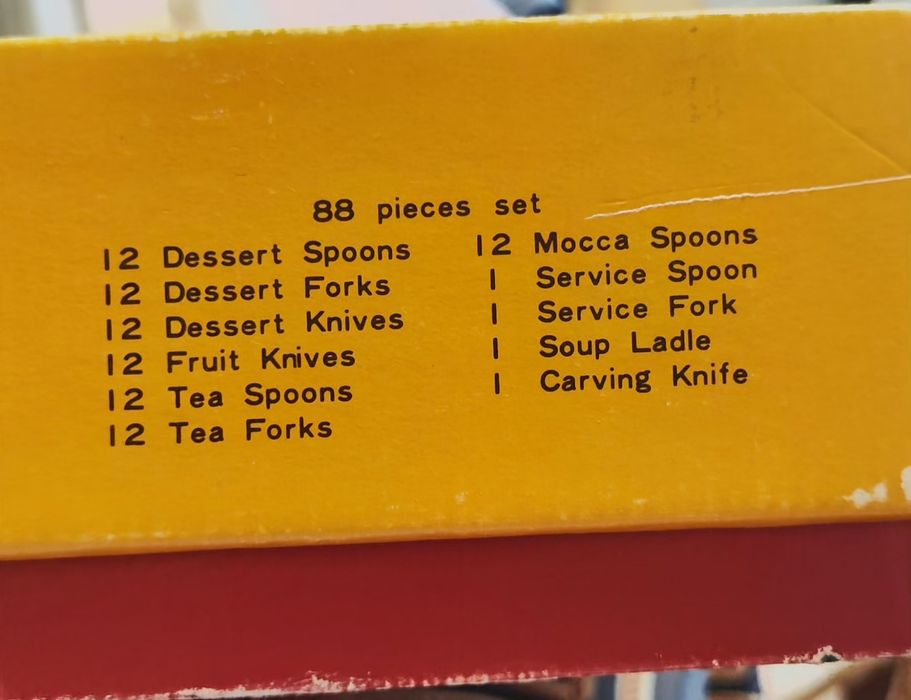 88 pieces set
12 Dessert Spoons
12 Dessert Forks
12 Dessert Knives
12 Fruit Knives
12 Tea Spoons
12 Tea Forks
12 Mocca Spoons
1 Service Spoon
1 Service Fork
1 Soup Ladle
1 Carving Knife